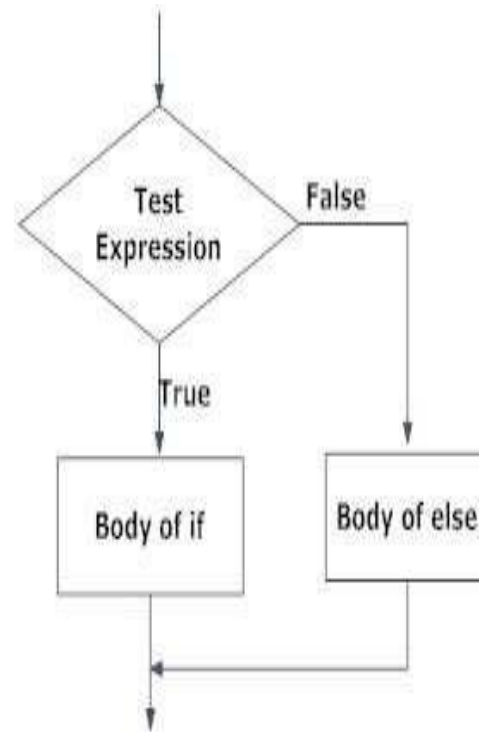 Test
Expression
False
True
Body of if
Body of else